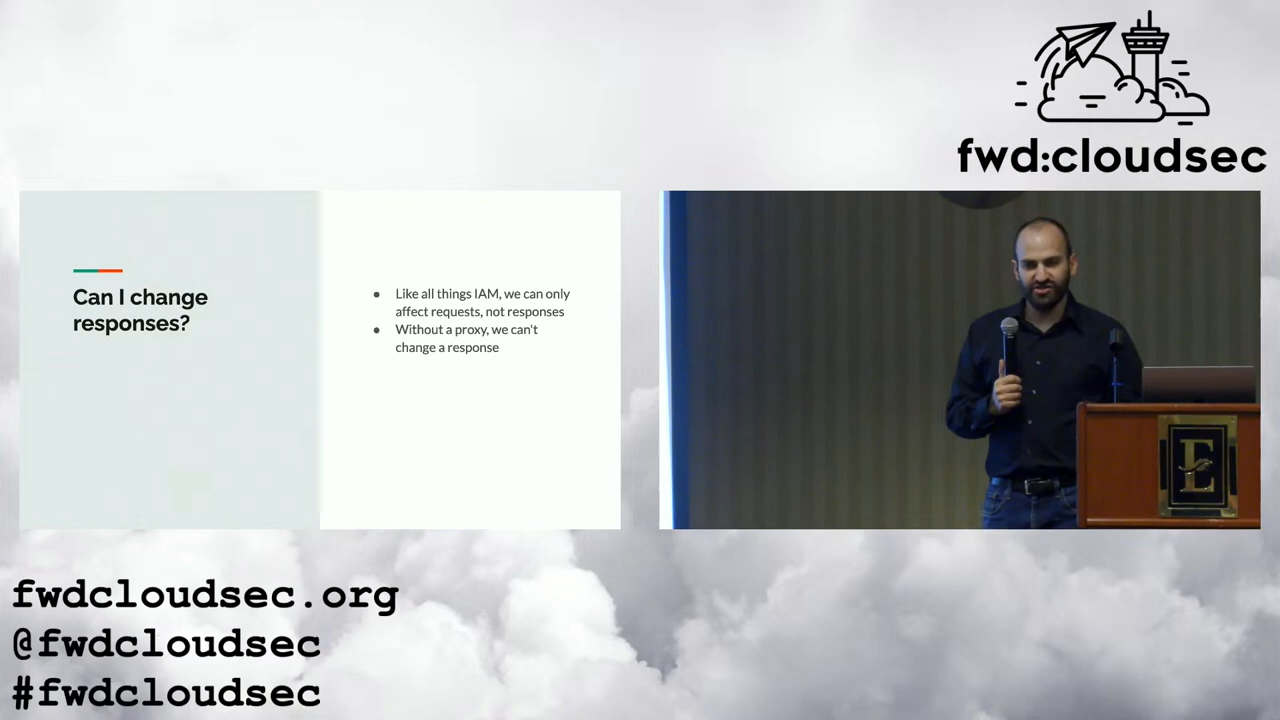 fwd:cloudsec
Can I change
responses?
● Like all things IAM, we can only
affect requests, not responses
● Without a proxy, we can't
change a response
E
fwdcloudsec.org
@fwdcloudsec
#fwdcloudsec